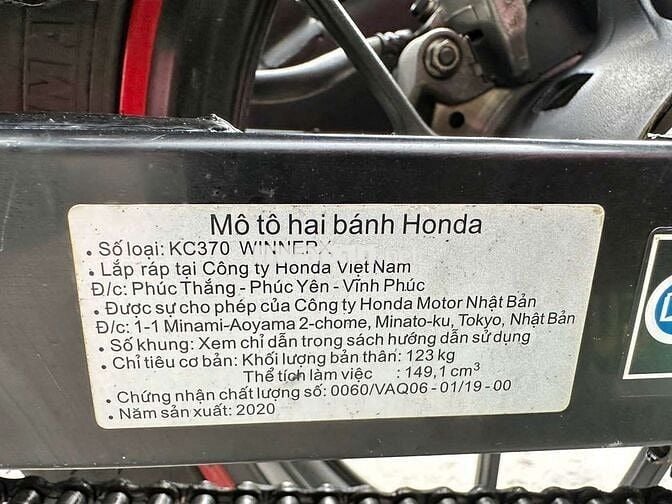 Mô tô hai bánh Honda
• Số loại: KC370 WINNER X
• Lắp ráp tại Công ty Honda Việt Nam
Đ/c: Phúc Thắng - Phúc Yên - Vĩnh Phúc
• Được sự cho phép của Công ty Honda Motor Nhật Bản
Đ/c: 1-1 Minami-Aoyama 2-chome, Minato-ku, Tokyo, Nhật Bản
• Số khung: Xem chỉ dẫn trong sách hướng dẫn sử dụng
• Chỉ tiêu cơ bản: Khối lượng bản thân: 123 kg
Thể tích làm việc : 149,1 cm³
• Chứng nhận chất lượng số: 0060/VAQ06 - 01/19 - 00
• Năm sản xuất: 2020